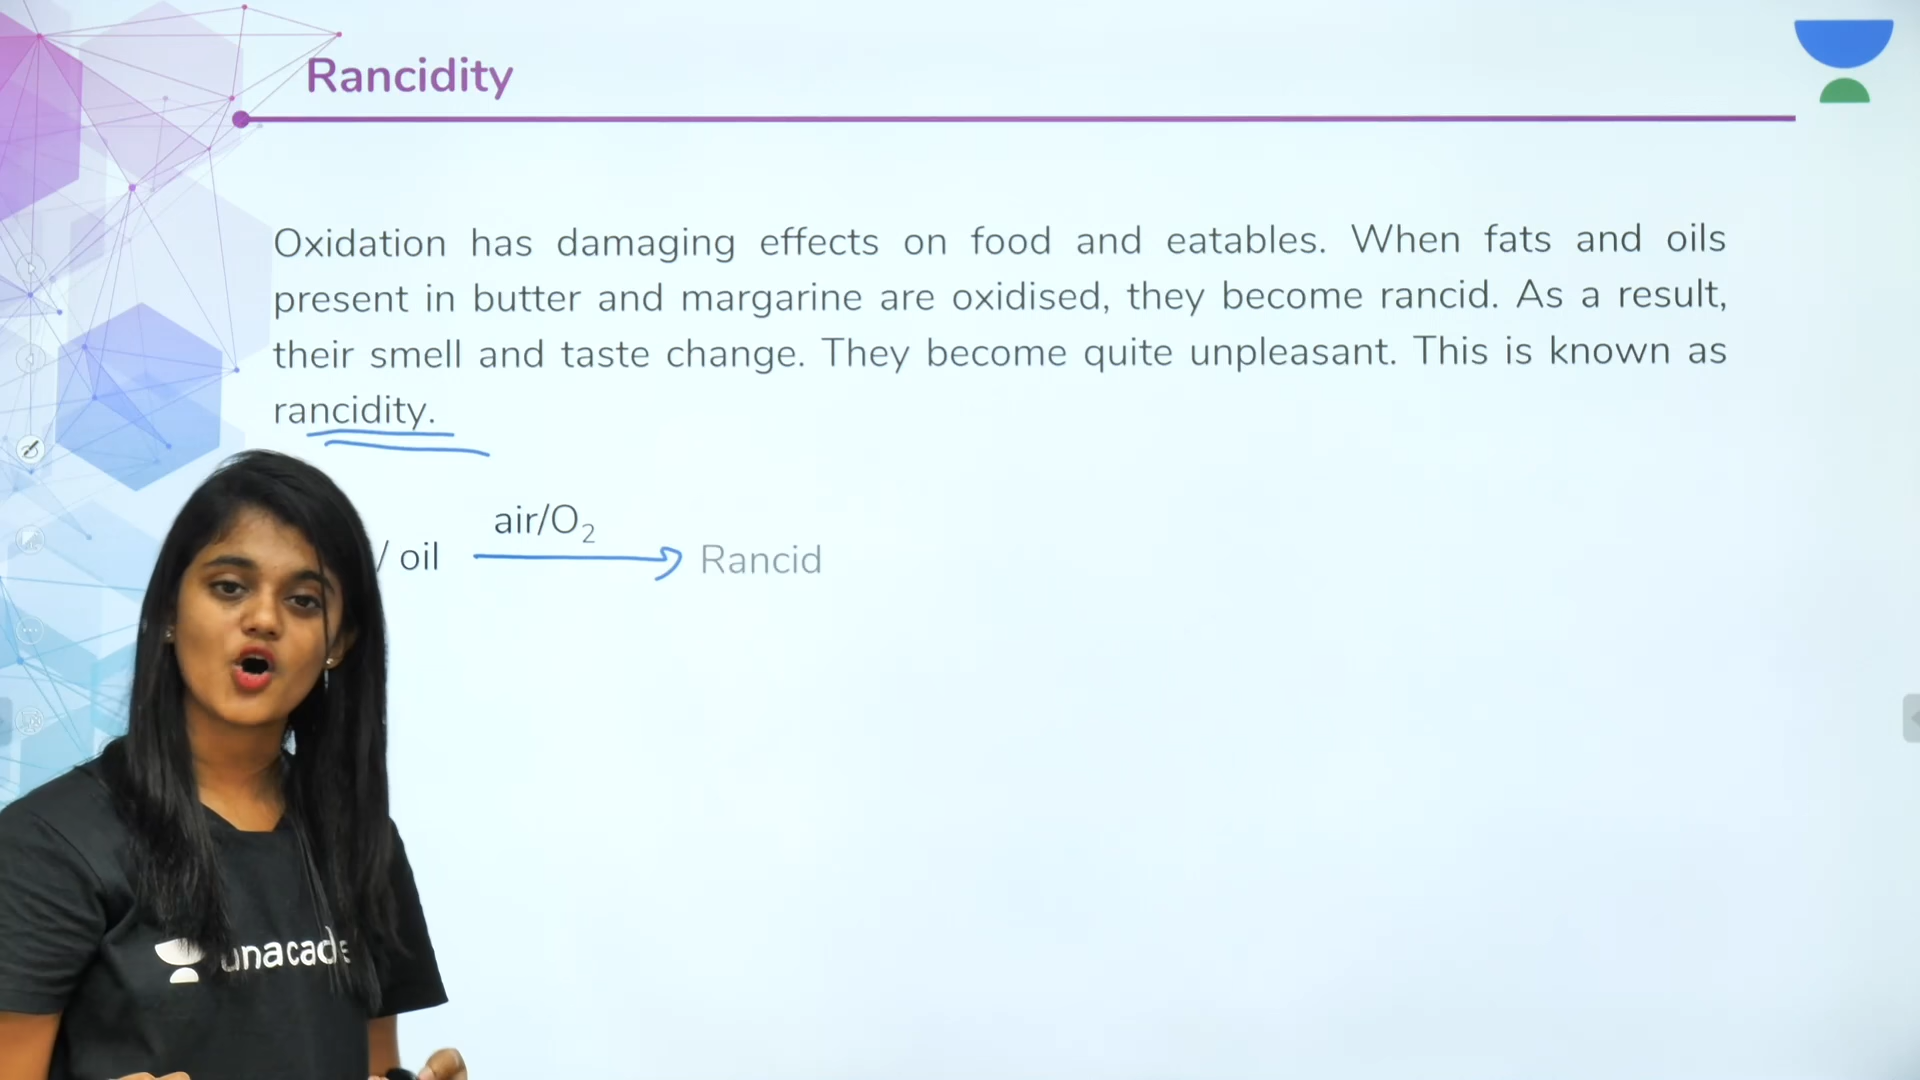 Rancidity
Oxidation has damaging effects on food and eatables. When fats and oils
present in butter and margarine are oxidised, they become rancid. As a result,
their smell and taste change. They become quite unpleasant. This is known as
rancidity.
air/O₂
/ oil
Rancid
unacade